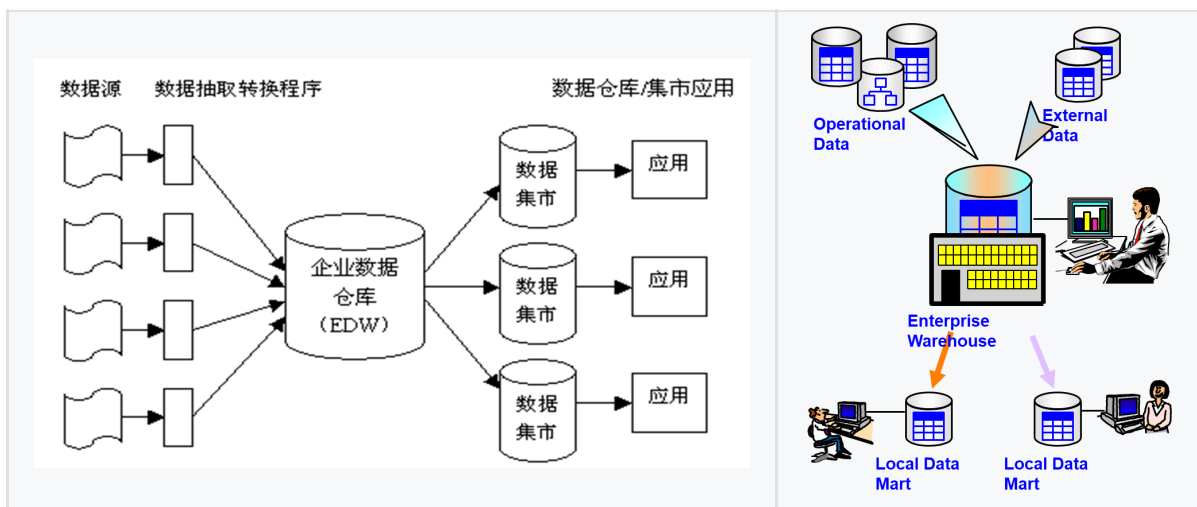 数据源
数据抽取转换程序
数据仓库/集市应用
企业数据
仓库
（EDW）
数据
集市
应用
数据
集市
应用
数据
集市
应用
Operational
Data
External
Data
Enterprise
Warehouse
Local Data
Mart
Local Data
Mart